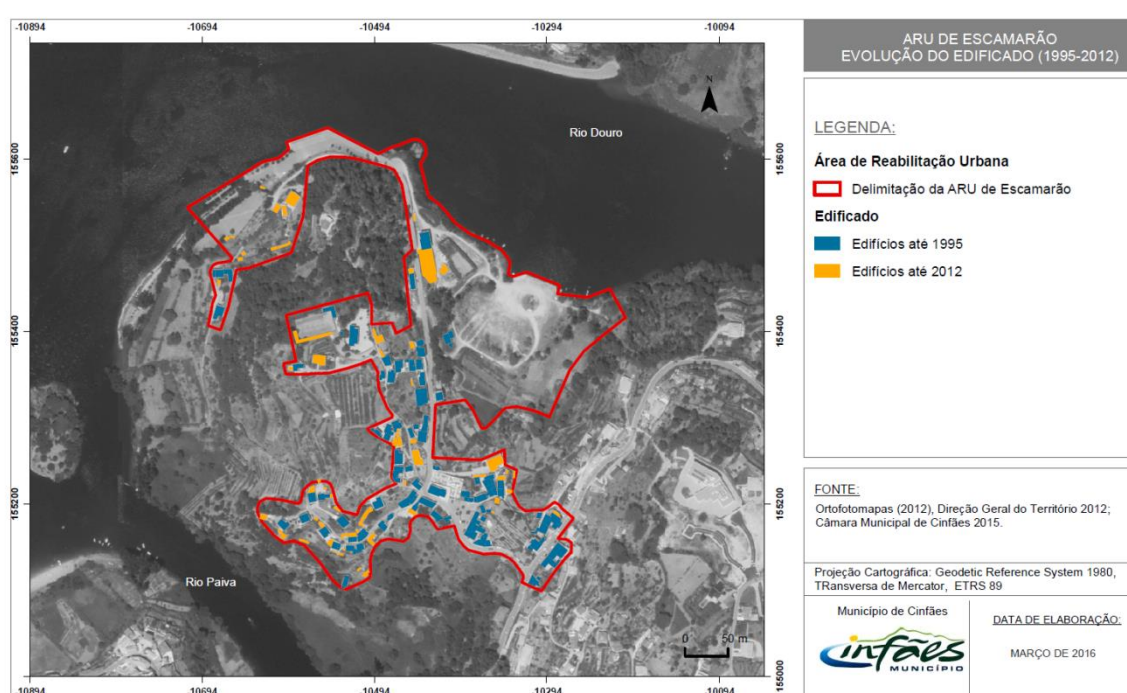 -10894 -10694 -10494 -10294 -10094
155600 155600
155400 155400
155200 155200
155000
-10894 -10694 -10494 -10294 -10094
N
Rio Douro
Rio Paiva
0 50 m
ARU DE ESCAMARÃO
EVOLUÇÃO DO EDIFICADO (1995-2012)
LEGENDA:
Área de Reabilitação Urbana
Delimitação da ARU de Escamarão
Edificado
Edifícios até 1995
Edifícios até 2012
FONTE:
Ortofotomapas (2012), Direção Geral do Território 2012;
Câmara Municipal de Cinfães 2015.
Projeção Cartográfica: Geodetic Reference System 1980,
TRansversa de Mercator, ETRS 89
Município de Cinfães
cinfães
MUNICÍPIO
DATA DE ELABORAÇÃO:
MARÇO DE 2016